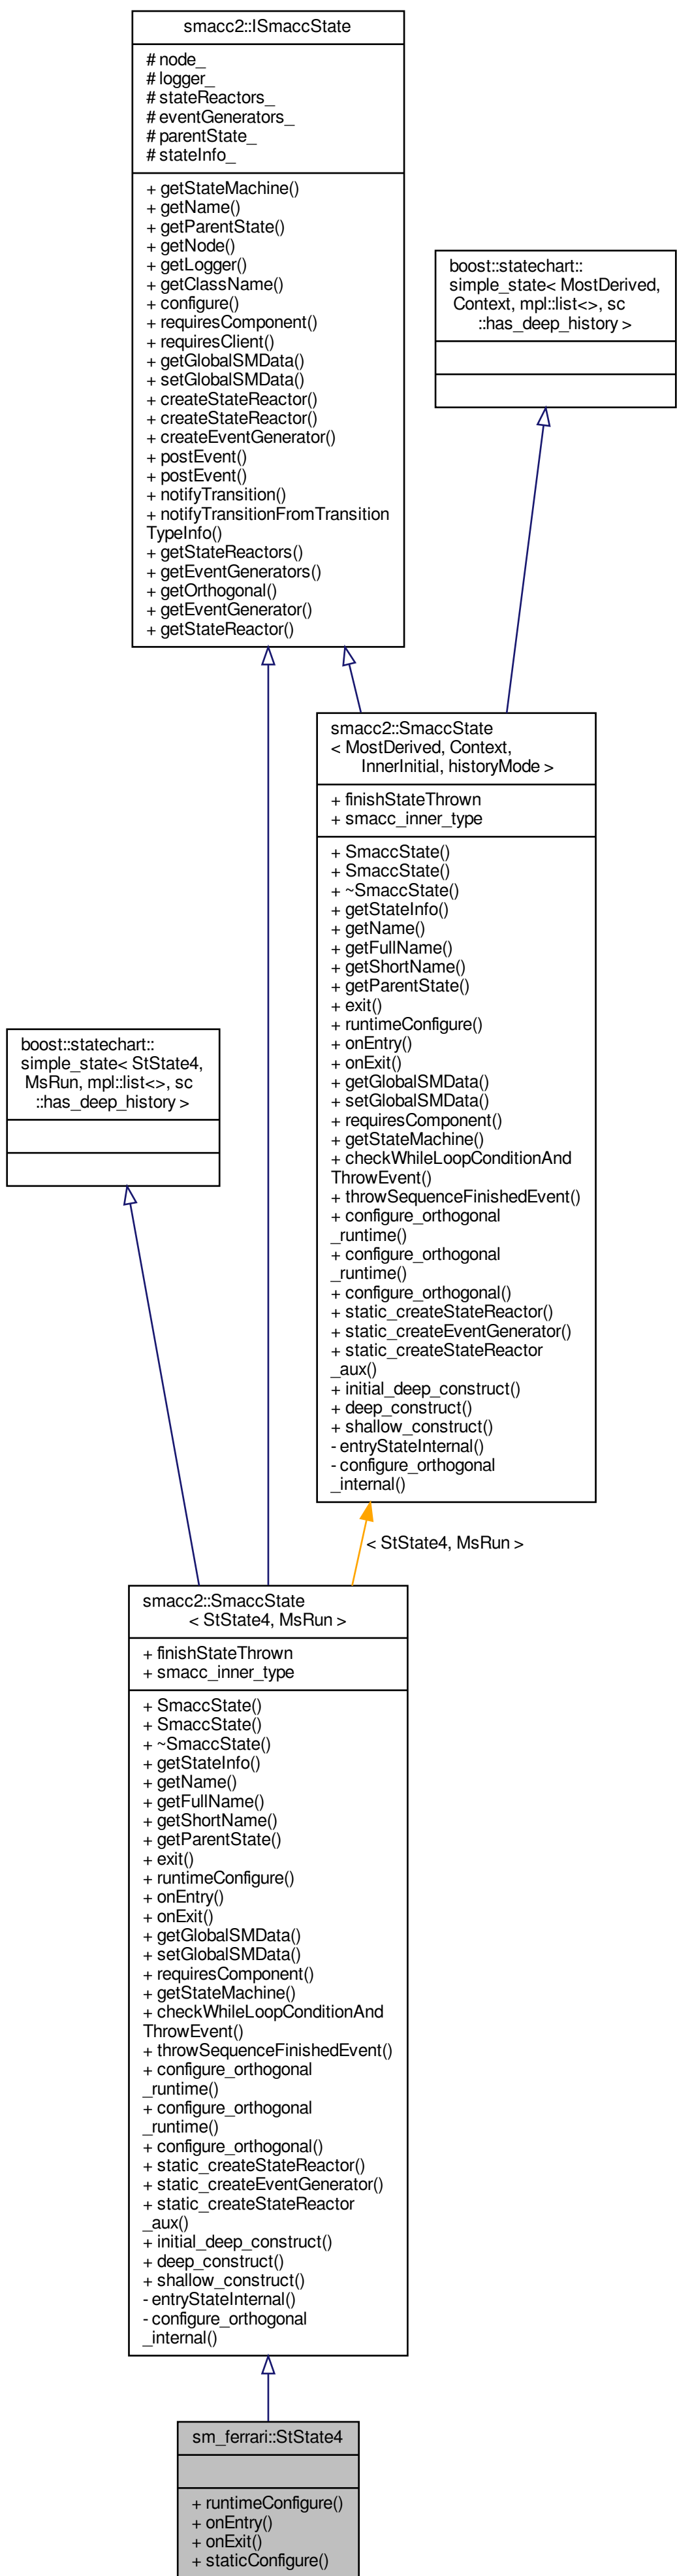 smacc2::ISmaccState
# node_
# logger_
# stateReactors_
# eventGenerators_
# parentState_
# stateInfo_
+ getStateMachine()
+ getName()
+ getParentState()
+ getNode()
+ getLogger()
+ getClassName()
+ configure()
+ requiresComponent()
+ requiresClient()
+ getGlobalSMData()
+ setGlobalSMData()
+ createStateReactor()
+ createStateReactor()
+ createEventGenerator()
+ postEvent()
+ postEvent()
+ notifyTransition()
+ notifyTransitionFromTransition
TypeInfo()
+ getStateReactors()
+ getEventGenerators()
+ getOrthogonal()
+ getEventGenerator()
+ getStateReactor()
boost::statechart::
simple_state< MostDerived,
Context, mpl::list<>, sc
::has_deep_history >
smacc2::SmaccState
< MostDerived, Context,
InnerInitial, historyMode >
+ finishStateThrown
+ smacc_inner_type
+ SmaccState()
+ SmaccState()
+ ~SmaccState()
+ getStateInfo()
+ getName()
+ getFullName()
+ getShortName()
+ getParentState()
+ exit()
+ runtimeConfigure()
+ onEntry()
+ onExit()
+ getGlobalSMData()
+ setGlobalSMData()
+ requiresComponent()
+ getStateMachine()
+ checkWhileLoopConditionAnd
ThrowEvent()
+ throwSequenceFinishedEvent()
+ configure_orthogonal
_runtime()
+ configure_orthogonal
_runtime()
+ configure_orthogonal()
+ static_createStateReactor()
+ static_createEventGenerator()
+ static_createStateReactor
_aux()
+ initial_deep_construct()
+ deep_construct()
+ shallow_construct()
- entryStateInternal()
- configure_orthogonal
_internal()
boost::statechart::
simple_state< StState4,
MsRun, mpl::list<>, sc
::has_deep_history >
< StState4, MsRun >
smacc2::SmaccState
< StState4, MsRun >
+ finishStateThrown
+ smacc_inner_type
+ SmaccState()
+ SmaccState()
+ ~SmaccState()
+ getStateInfo()
+ getName()
+ getFullName()
+ getShortName()
+ getParentState()
+ exit()
+ runtimeConfigure()
+ onEntry()
+ onExit()
+ getGlobalSMData()
+ setGlobalSMData()
+ requiresComponent()
+ getStateMachine()
+ checkWhileLoopConditionAnd
ThrowEvent()
+ throwSequenceFinishedEvent()
+ configure_orthogonal
_runtime()
+ configure_orthogonal
_runtime()
+ configure_orthogonal()
+ static_createStateReactor()
+ static_createEventGenerator()
+ static_createStateReactor
_aux()
+ initial_deep_construct()
+ deep_construct()
+ shallow_construct()
- entryStateInternal()
- configure_orthogonal
_internal()
sm_ferrari::StState4
+ runtimeConfigure()
+ onEntry()
+ onExit()
+ staticConfigure()